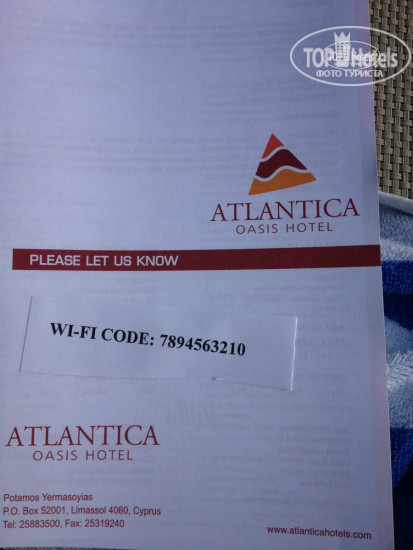 TOP Hotels
ФОТО ТУРИСТА
ATLANTICA
OASIS HOTEL
PLEASE LET US KNOW
WI-FI CODE: 7894563210
ATLANTICA
OASIS HOTEL
Potamos Yermasoyias
P.O. Box 52001, Limassol 4060, Cyprus
Tel: 25883500, Fax: 25319240
www.atlanticahotels.com